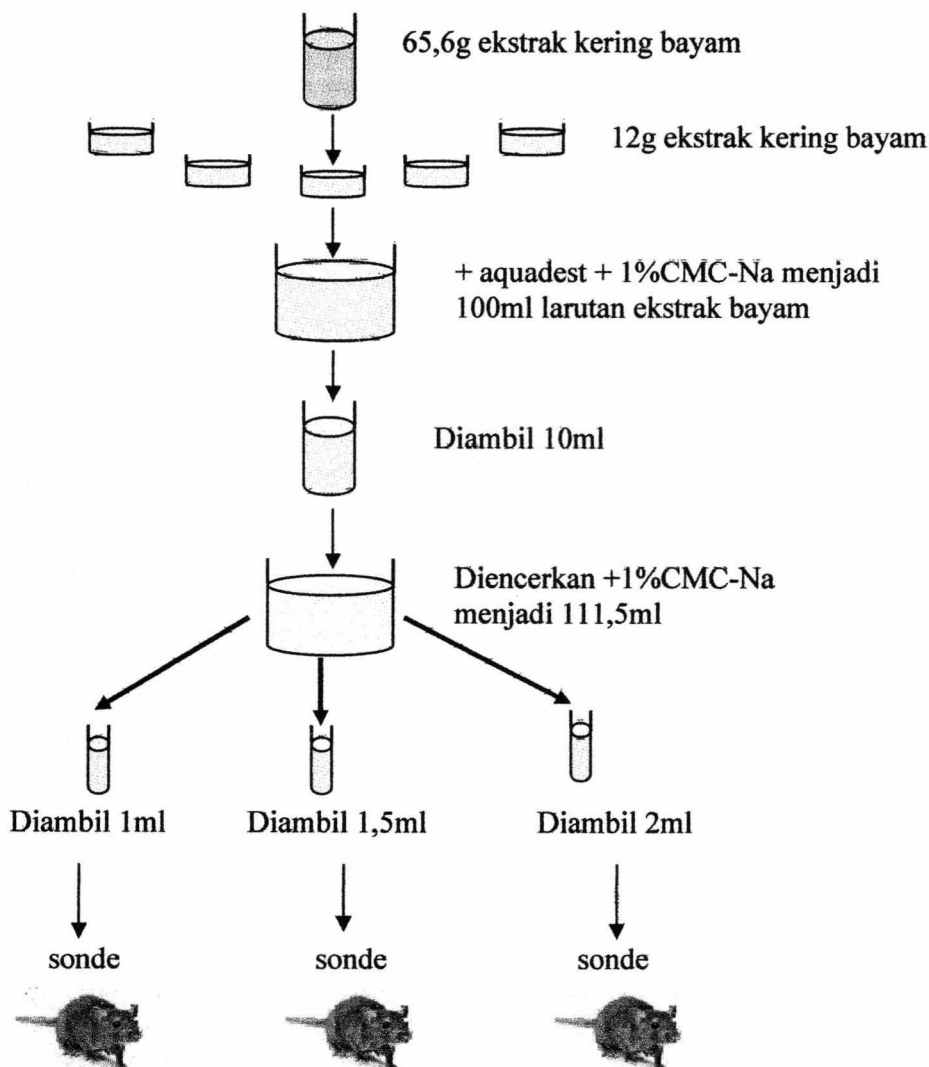 65,6g ekstrak kering bayam
12g ekstrak kering bayam
+ aquadest + 1%CMC-Na menjadi
100ml larutan ekstrak bayam
Diambil 10ml
Diencerkan +1%CMC-Na
menjadi 111,5ml
Diambil 1ml
Diambil 1,5ml
Diambil 2ml
sonde
sonde
sonde